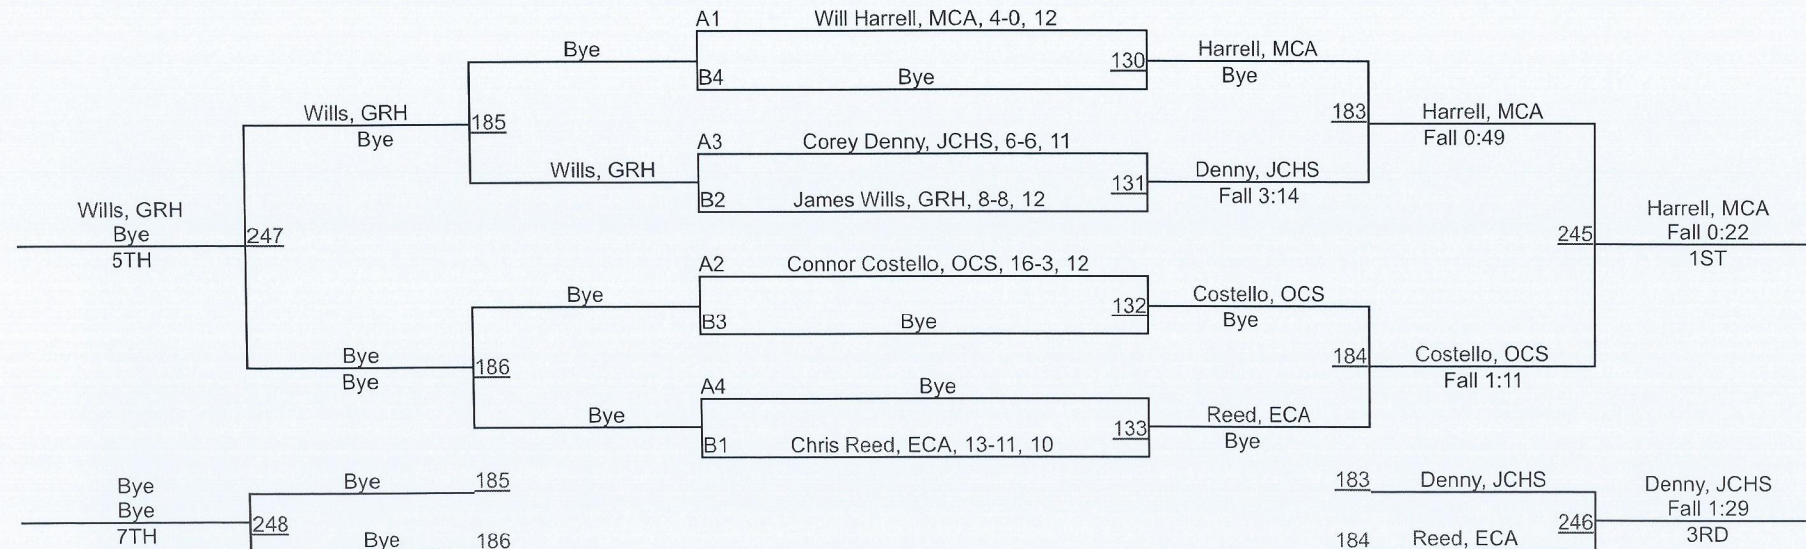 A1 Will Harrell, MCA, 4-0, 12
Bye
130
Harrell, MCA
B4 Bye
Bye
Wills, GRH
185
183
Harrell, MCA
Bye
Fall 0:49
A3 Corey Denny, JCHS, 6-6, 11
Wills, GRH
131
Denny, JCHS
B2 James Wills, GRH, 8-8, 12
Fall 3:14
Wills, GRH
Bye
247
5TH
245
Harrell, MCA
Fall 0:22
1ST
A2 Connor Costello, OCS, 16-3, 12
Bye
132
Costello, OCS
B3 Bye
Bye
Bye
186
184
Costello, OCS
Bye
Fall 1:11
A4 Bye
Bye
133
Reed, ECA
B1 Chris Reed, ECA, 13-11, 10
Bye
Bye
Bye
7TH
Bye 185
248
Bye 186
183 Denny, JCHS
246
184 Reed, ECA
Denny, JCHS
Fall 1:29
3RD